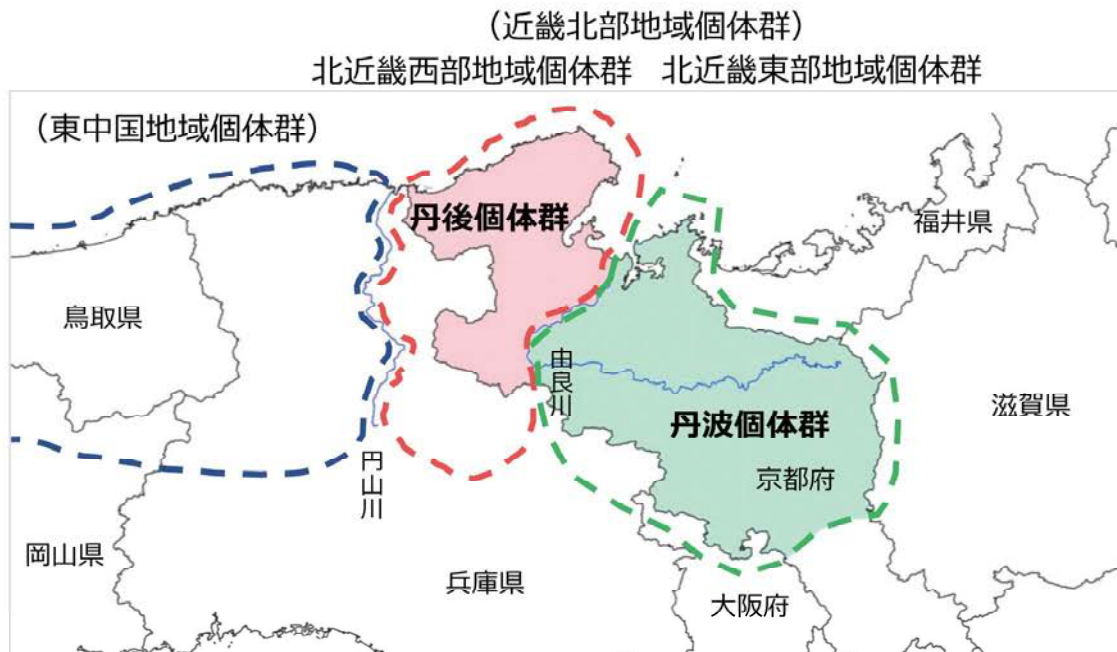 （近畿北部地域個体群）
北近畿西部地域個体群　北近畿東部地域個体群
（東中国地域個体群）
丹後個体群
福井県
鳥取県
由良川
滋賀県
丹波個体群
円山川
京都府
岡山県
兵庫県
大阪府